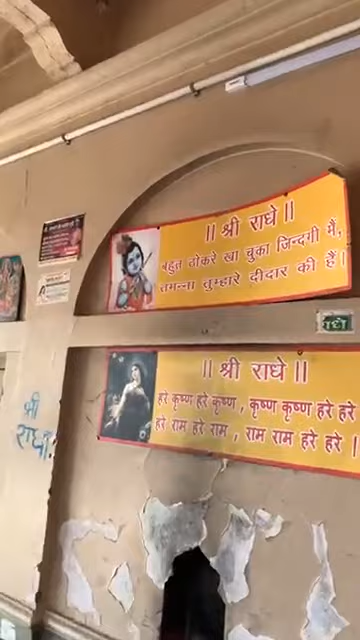 ॥ श्री राधे ॥
बहुत ठोकरे खा चुका जिन्दगी मैं,
तमन्ना तुम्हारे दीदार की हैं।
राधे
॥ श्री राधे ॥
हरे कृष्ण हरे कृष्ण , कृष्ण कृष्ण हरे हरे
हरे राम हरे राम , राम राम हरे हरे ।
श्री
राधा